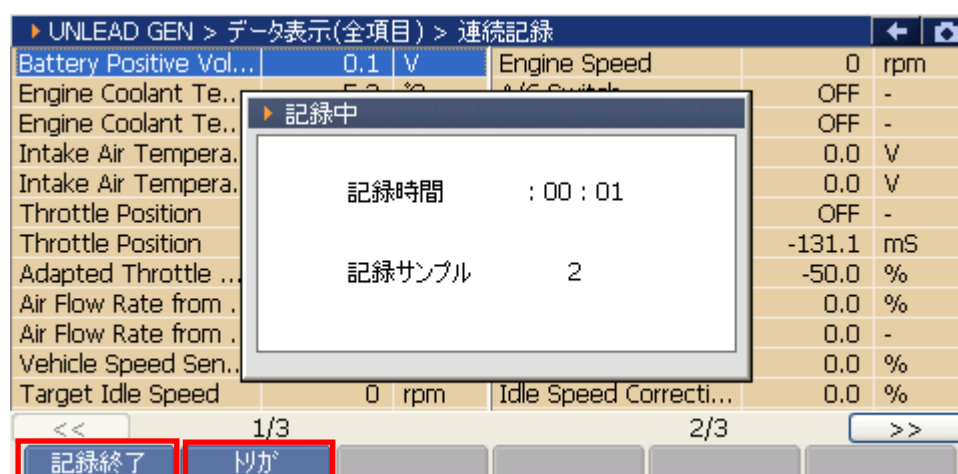 UNLEAD GEN > データ表示(全項目) > 連続記録
Battery Positive Vol... 0.1 V Engine Speed 0 rpm
Engine Coolant Te.. OFF -
Engine Coolant Te.. OFF -
Intake Air Tempera. 0.0 V
Intake Air Tempera. 0.0 V
Throttle Position OFF -
Throttle Position -131.1 mS
Adapted Throttle ... -50.0 %
Air Flow Rate from . 0.0 %
Air Flow Rate from . 0.0 -
Vehicle Speed Sen.. 0.0 %
Target Idle Speed 0 rpm Idle Speed Correcti... 0.0 %
記録中
記録時間 :00:01
記録サンプル 2
<< 1/3 2/3 >>
記録終了 トリガ